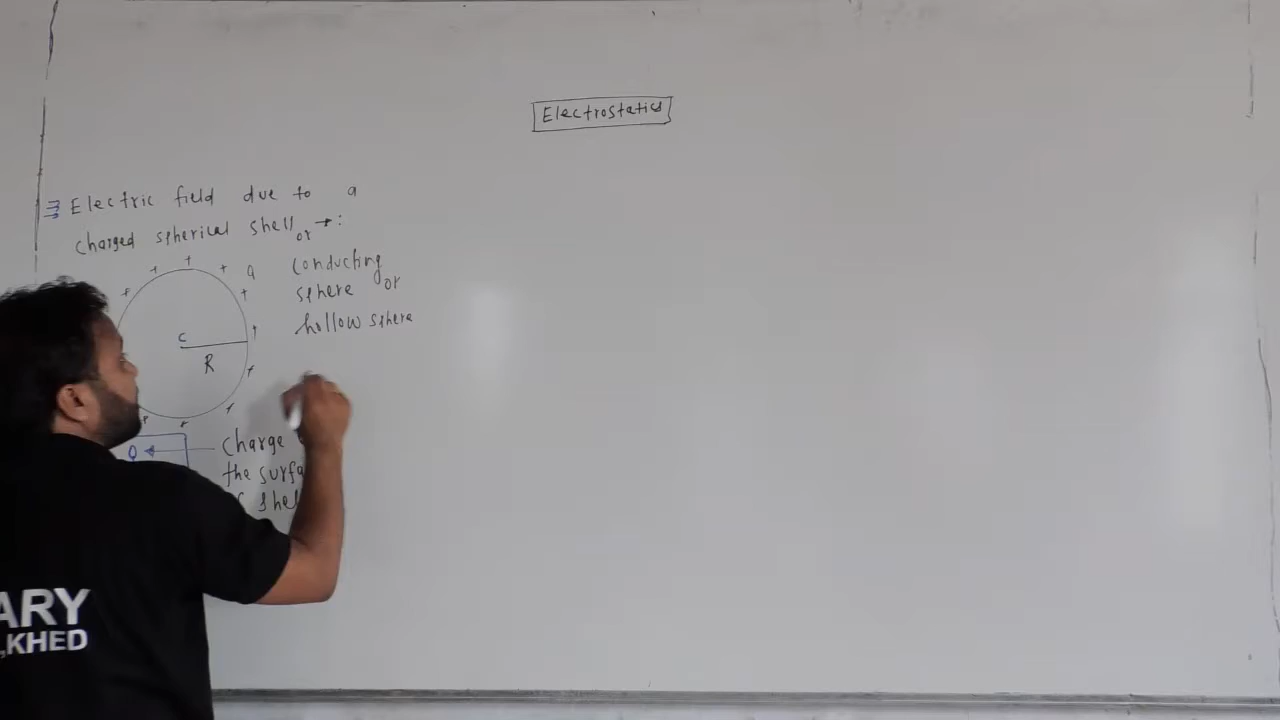 Electrostatics
⇒ Electric field due to a
charged spherical shell or →:
conducting
sphere or
hollow sphere
+ + + + + + + + + + +
Q
C
R
Q ← charge
the surfa
shel
ARY
,KHED